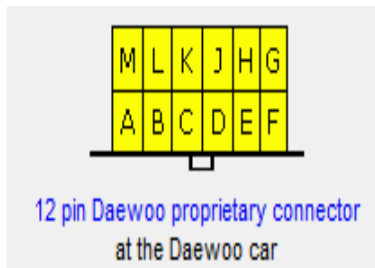 M L K J H G
A B C D E F
12 pin Daewoo proprietary connector
at the Daewoo car